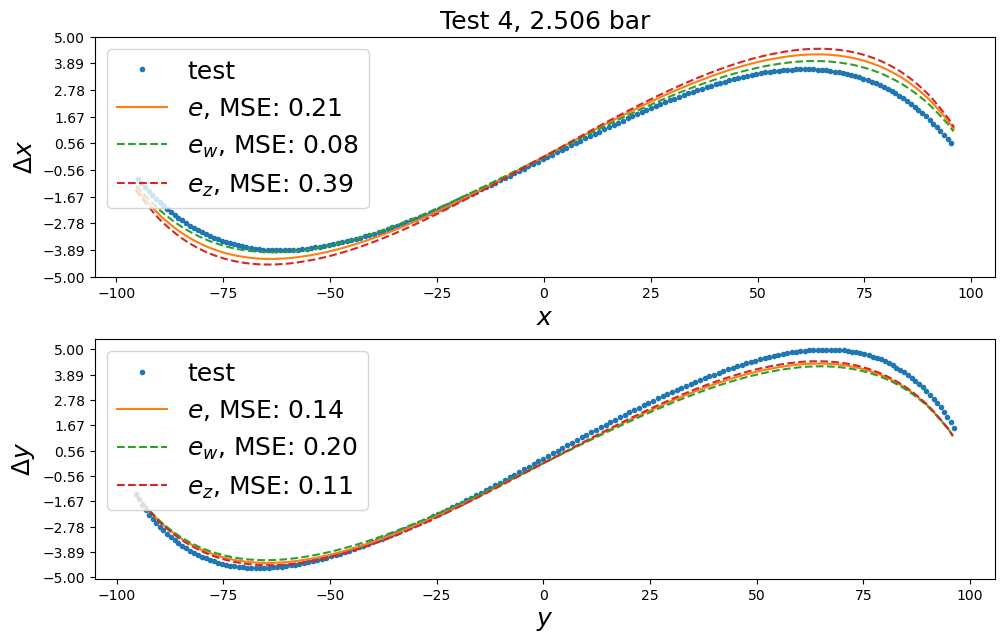 Test 4, 2.506 bar
5.00
3.89
2.78
1.67
0.56
−0.56
−1.67
−2.78
−3.89
−5.00
Δx
test
e, MSE: 0.21
e_w, MSE: 0.08
e_z, MSE: 0.39
−100 −75 −50 −25 0 25 50 75 100
x
5.00
3.89
2.78
1.67
0.56
−0.56
−1.67
−2.78
−3.89
−5.00
Δy
test
e, MSE: 0.14
e_w, MSE: 0.20
e_z, MSE: 0.11
−100 −75 −50 −25 0 25 50 75 100
y